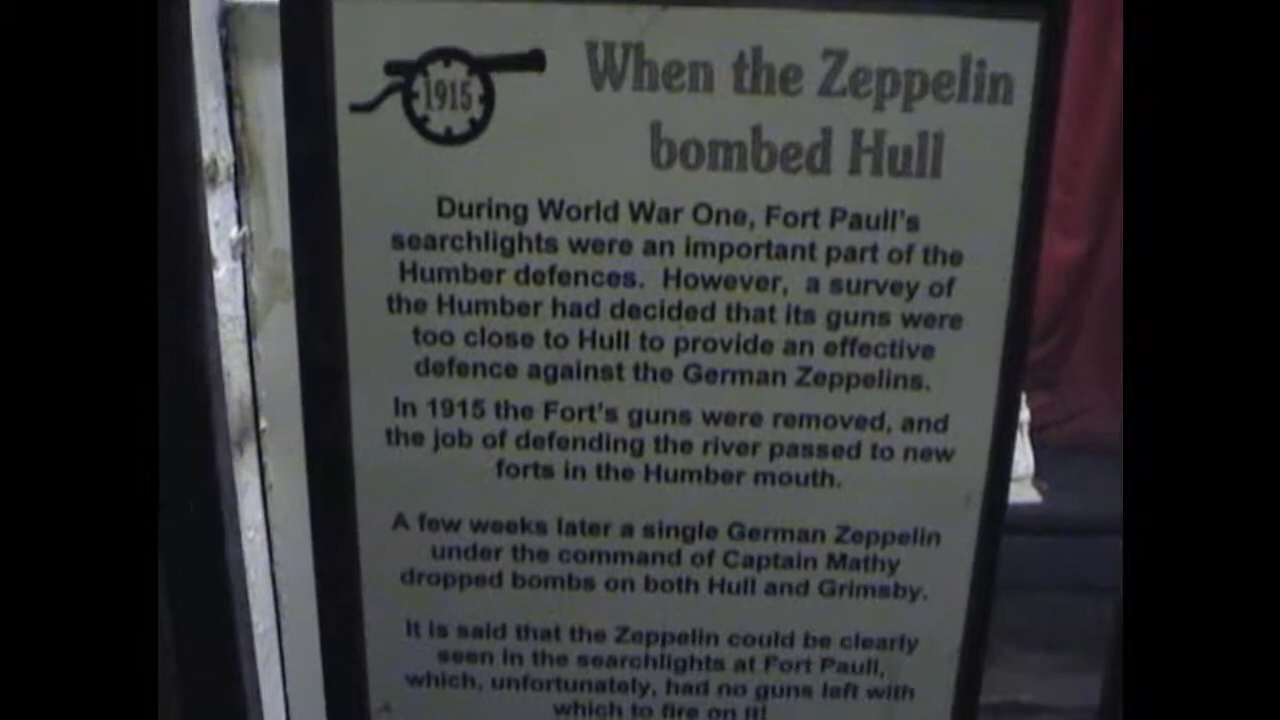 1915
When the Zeppelin
bombed Hull
During World War One, Fort Paull's
searchlights were an important part of the
Humber defences. However, a survey of
the Humber had decided that its guns were
too close to Hull to provide an effective
defence against the German Zeppelins.
In 1915 the Fort's guns were removed, and
the job of defending the river passed to new
forts in the Humber mouth.
A few weeks later a single German Zeppelin
under the command of Captain Mathy
dropped bombs on both Hull and Grimsby.
It is said that the Zeppelin could be clearly
seen in the searchlights at Fort Paull,
which, unfortunately, had no guns left with
which to fire on it!